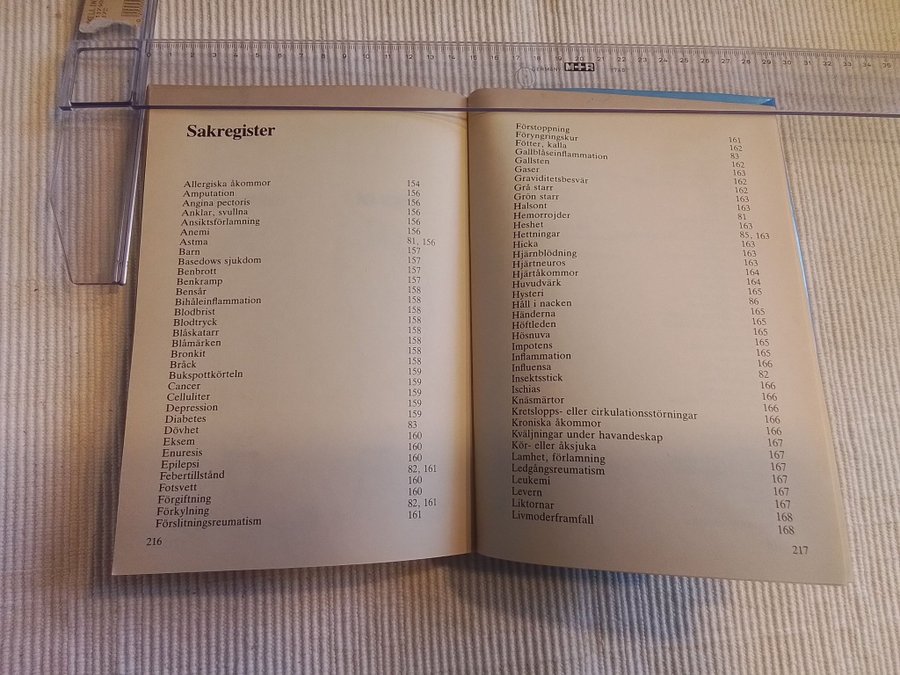 Sakregister
Allergiska åkommor 154
Amputation 156
Angina pectoris 156
Anklar, svullna 156
Ansiktsförlamning 156
Anemi 156
Astma 81, 156
Barn 157
Basedows sjukdom 157
Benbrott 157
Benkramp 157
Bensår 158
Bihåleinflammation 158
Blodbrist 158
Blodtryck 158
Blåskatarr 158
Blåmärken 158
Bronkit 158
Bråck 158
Bukspottkörteln 159
Cancer 159
Celluliter 159
Depression 159
Diabetes 159
Dövhet 83
Eksem 160
Enuresis 160
Epilepsi 160
Febertillstånd 82, 161
Fotsvett 160
Förgiftning 160
Förkylning 82, 161
Förslitningsreumatism 161
216
Förstoppning 161
Föryngringskur 162
Fötter, kalla 83
Gallblåseinflammation 162
Gallsten 163
Gaser 162
Graviditetsbesvär 162
Grå starr 163
Grön starr 163
Halsont 81
Hemorrojder 163
Heshet 85, 163
Hettningar 163
Hicka 163
Hjärnblödning 163
Hjärtneuros 164
Hjärtåkommor 164
Huvudvärk 165
Hysteri 86
Håll i nacken 165
Händerna 165
Höftleden 165
Hösnuva 165
Impotens 166
Inflammation 82
Influensa 166
Insektsstick 166
Ischias 166
Knäsmärtor 166
Kretslopps- eller cirkulationsstörningar 167
Kroniska åkommor 167
Kväljningar under havandeskap 167
Kör- eller åksjuka 167
Lamhet, förlamning 167
Ledgångsreumatism 168
Leukemi 168
Levern
Liktornar
Livmoderframfall
217
GERMANY M+R